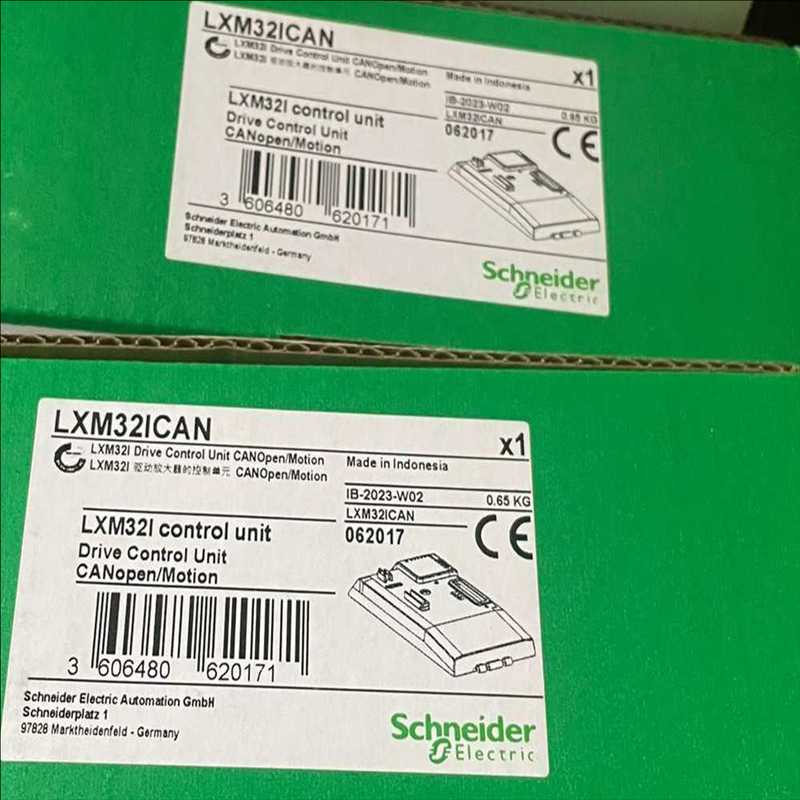 LXM32ICAN
LXM32I Drive Control Unit CANOpen/Motion
LXM32I 驱动放大器的控制单元 CANOpen/Motion
x1
Made in Indonesia
IB-2023-W02 0.65 KG
LXM32ICAN
062017
CE
LXM32I control unit
Drive Control Unit
CANopen/Motion
3 606480 620171
Schneider Electric Automation GmbH
Schneiderplatz 1
97828 Marktheidenfeld - Germany
Schneider
Electric
LXM32ICAN
LXM32I Drive Control Unit CANOpen/Motion
LXM32I 驱动放大器的控制单元 CANOpen/Motion
x1
Made in Indonesia
IB-2023-W02 0.65 KG
LXM32ICAN
062017
CE
LXM32I control unit
Drive Control Unit
CANopen/Motion
3 606480 620171
Schneider Electric Automation GmbH
Schneiderplatz 1
97828 Marktheidenfeld - Germany
Schneider
Electric